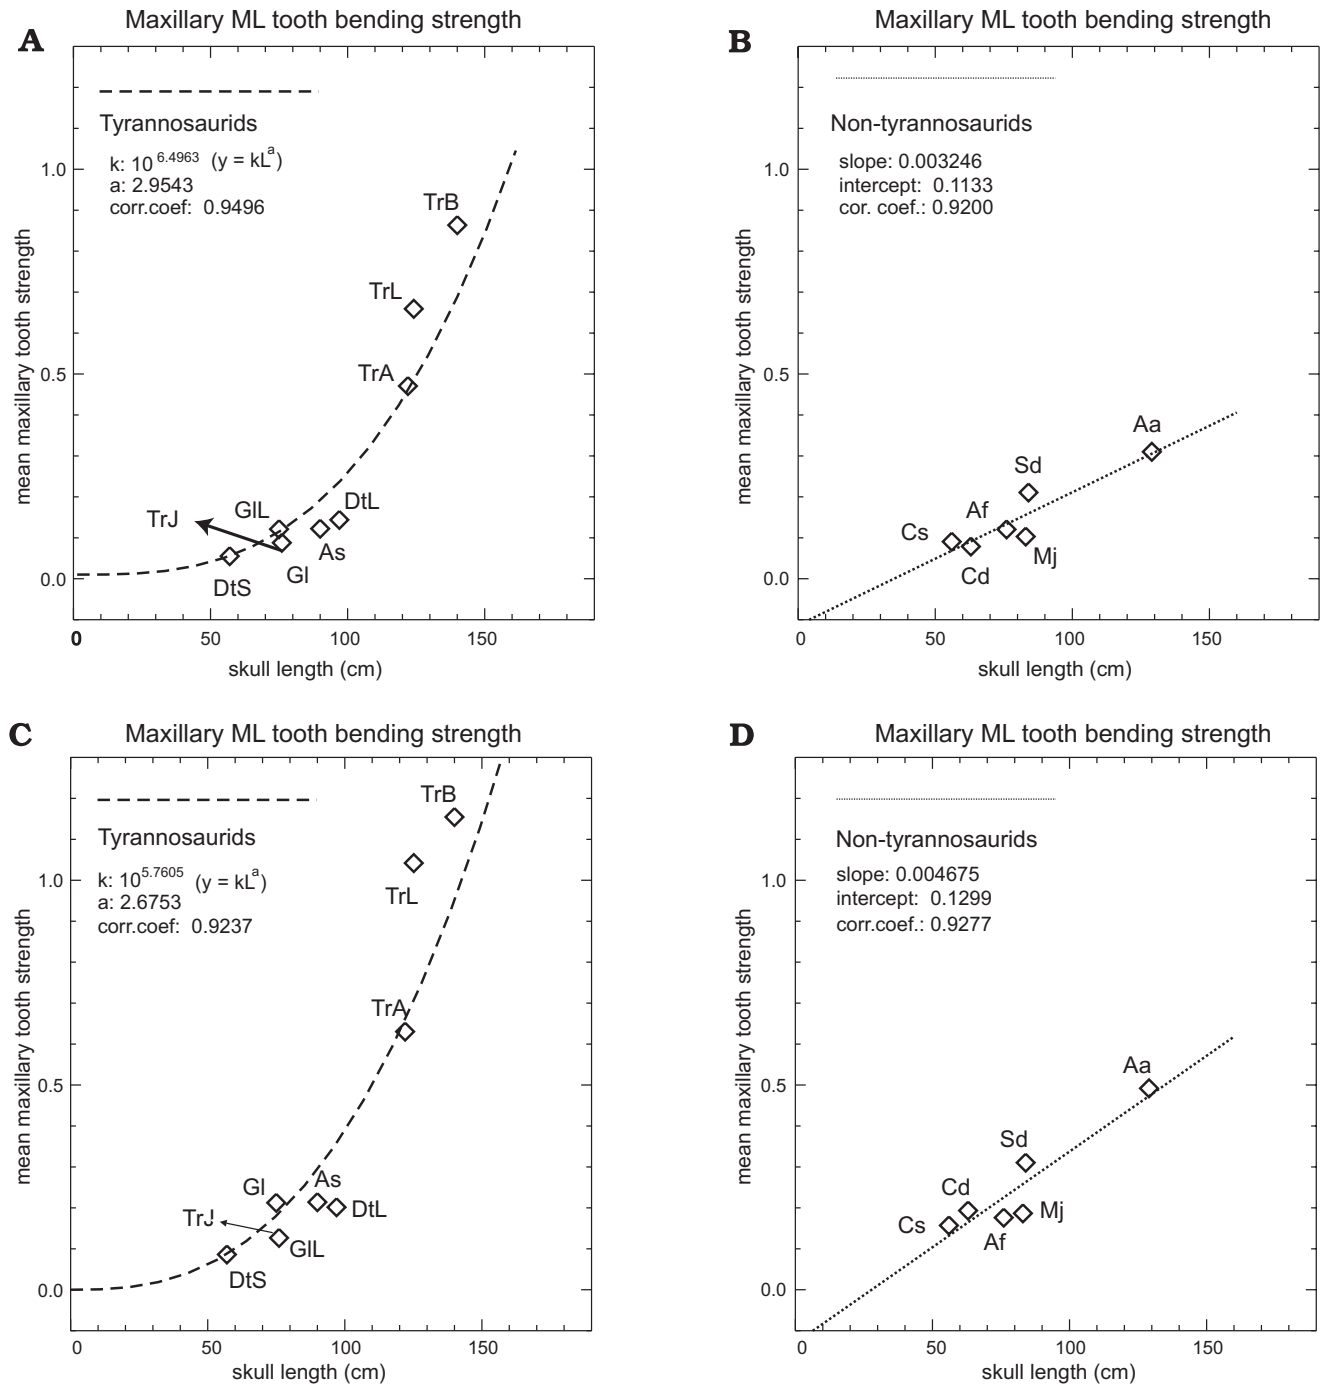 A
Maxillary ML tooth bending strength
Tyrannosaurids
k: 10^6.4963 (y = kL^a)
a: 2.9543
corr.coef: 0.9496
mean maxillary tooth strength
1.0
0.5
0.0
TrB
TrL
TrA
GlL
DtL
TrJ
As
Gl
DtS
0 50 100 150
skull length (cm)
B
Maxillary ML tooth bending strength
Non-tyrannosaurids
slope: 0.003246
intercept: 0.1133
cor. coef.: 0.9200
mean maxillary tooth strength
1.0
0.5
0.0
Aa
Sd
Af
Cs
Mj
Cd
0 50 100 150
skull length (cm)
C
Maxillary ML tooth bending strength
Tyrannosaurids
k: 10^5.7605 (y = kL^a)
a: 2.6753
corr.coef: 0.9237
mean maxillary tooth strength
1.0
0.5
0.0
TrB
TrL
TrA
As
Gl
DtL
TrJ
GlL
DtS
0 50 100 150
skull length (cm)
D
Maxillary ML tooth bending strength
Non-tyrannosaurids
slope: 0.004675
intercept: 0.1299
corr.coef.: 0.9277
mean maxillary tooth strength
1.0
0.5
0.0
Aa
Sd
Cd
Mj
Cs
Af
0 50 100 150
skull length (cm)